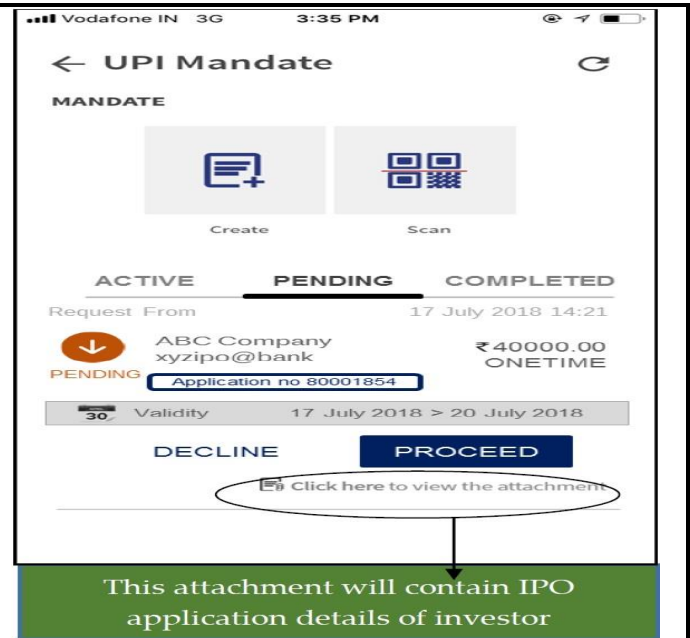 Vodafone IN 3G 3:35 PM
← UPI Mandate
MANDATE
Create Scan
ACTIVE PENDING COMPLETED
Request From 17 July 2018 14:21
ABC Company ₹40000.00
xyzipo@bank ONETIME
PENDING
Application no 80001854
30 Validity 17 July 2018 > 20 July 2018
DECLINE PROCEED
Click here to view the attachment
This attachment will contain IPO
application details of investor